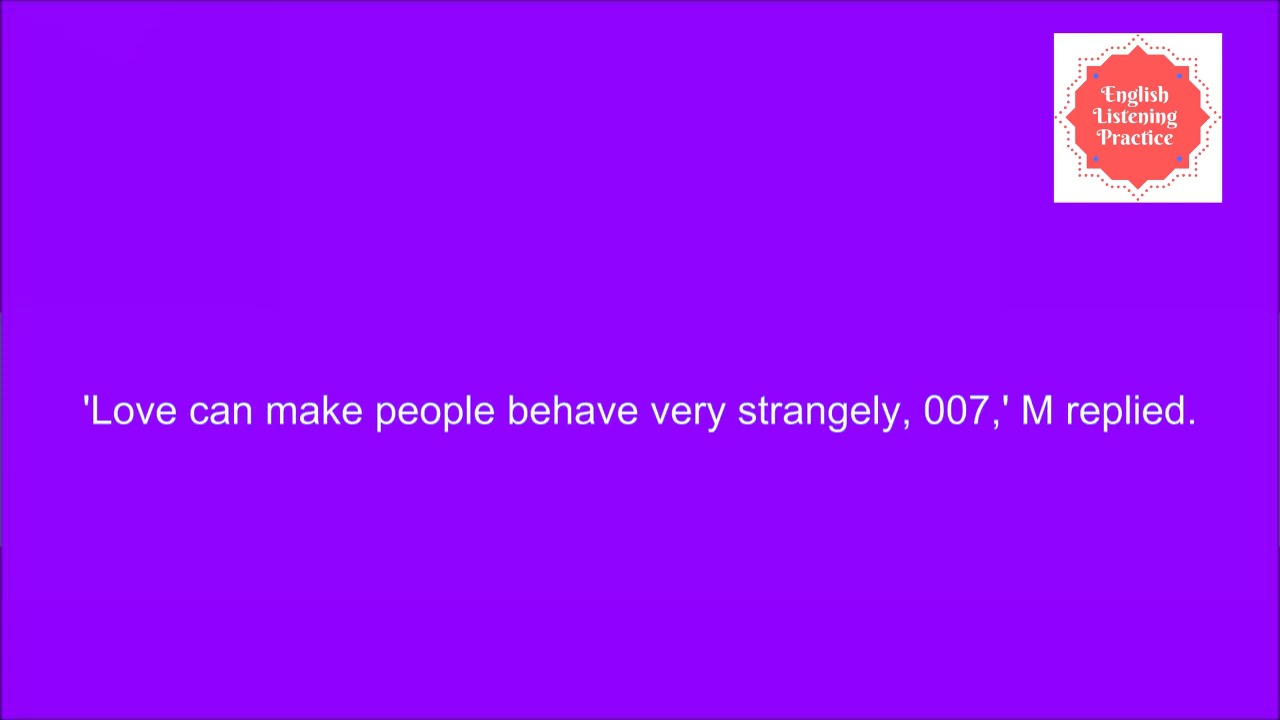 English
Listening
Practice
'Love can make people behave very strangely, 007,' M replied.